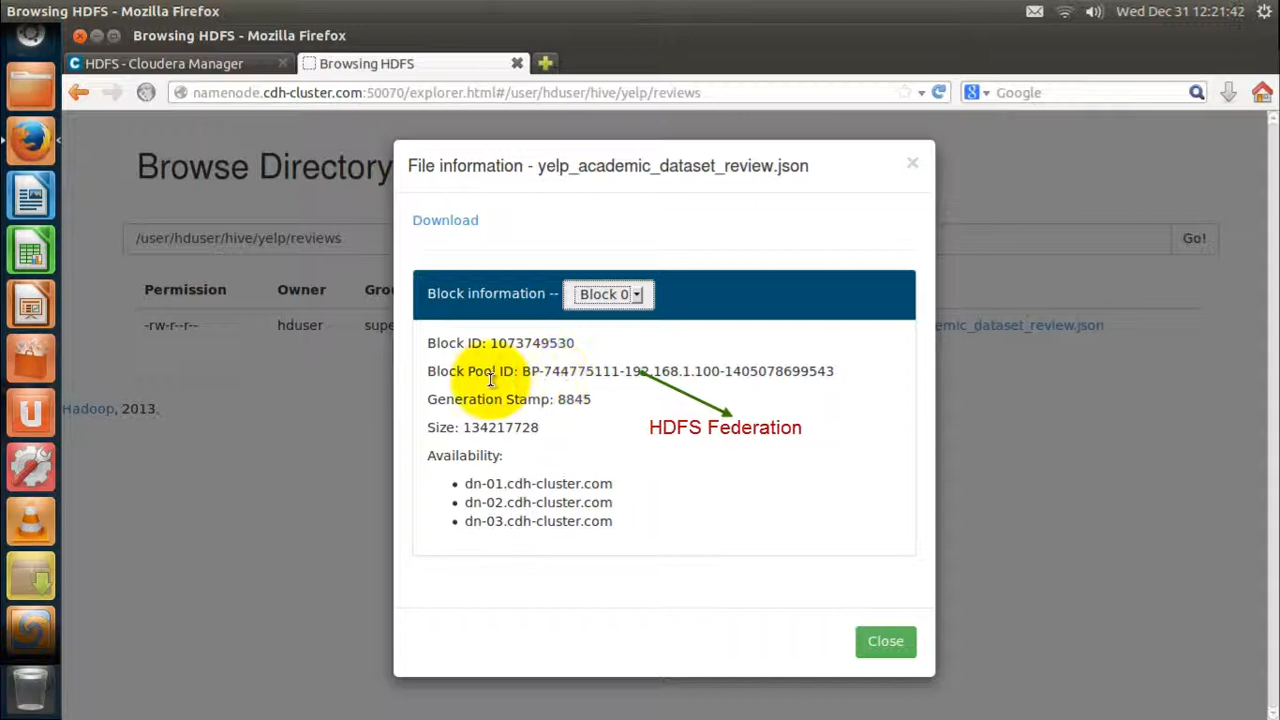 Browsing HDFS - Mozilla Firefox
Wed Dec 31 12:21:42
Browsing HDFS - Mozilla Firefox
HDFS - Cloudera Manager
Browsing HDFS
namenode.cdh-cluster.com:50070/explorer.html#/user/hduser/hive/yelp/reviews
Google
Browse Directory
File information - yelp_academic_dataset_review.json
Download
/user/hduser/hive/yelp/reviews
Go!
Block information --
Block 0
Permission
Owner
Grou
-rw-r--r--
hduser
supe
emic_dataset_review.json
Block ID: 1073749530
Block Pool ID: BP-744775111-192.168.1.100-1405078699543
Generation Stamp: 8845
HDFS Federation
Size: 134217728
Availability:
dn-01.cdh-cluster.com
dn-02.cdh-cluster.com
dn-03.cdh-cluster.com
Hadoop, 2013.
Close